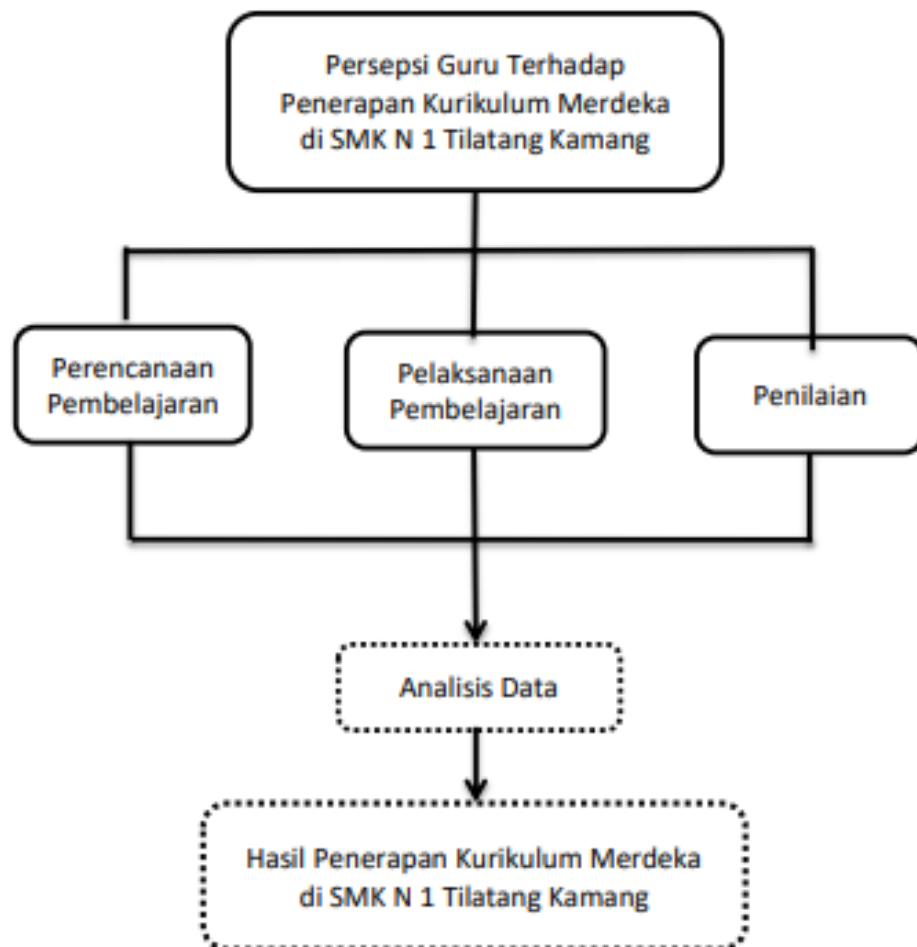 Persepsi Guru Terhadap
Penerapan Kurikulum Merdeka
di SMK N 1 Tilatang Kamang
Perencanaan
Pembelajaran
Pelaksanaan
Pembelajaran
Penilaian
Analisis Data
Hasil Penerapan Kurikulum Merdeka
di SMK N 1 Tilatang Kamang